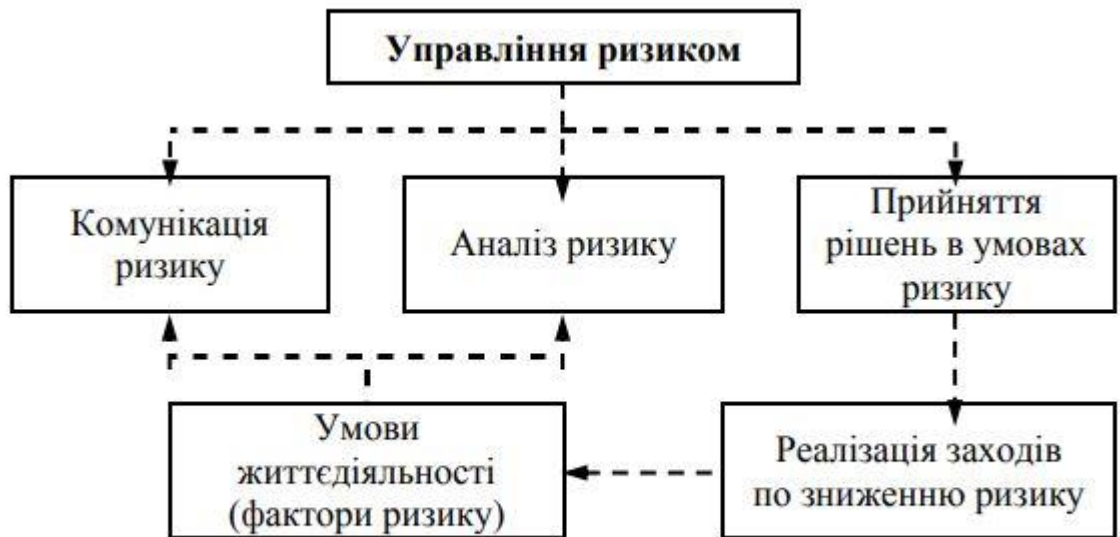 Управління ризиком
Комунікація
ризику
Аналіз ризику
Прийняття
рішень в умовах
ризику
Умови
життєдіяльності
(фактори ризику)
Реалізація заходів
по зниженню ризику